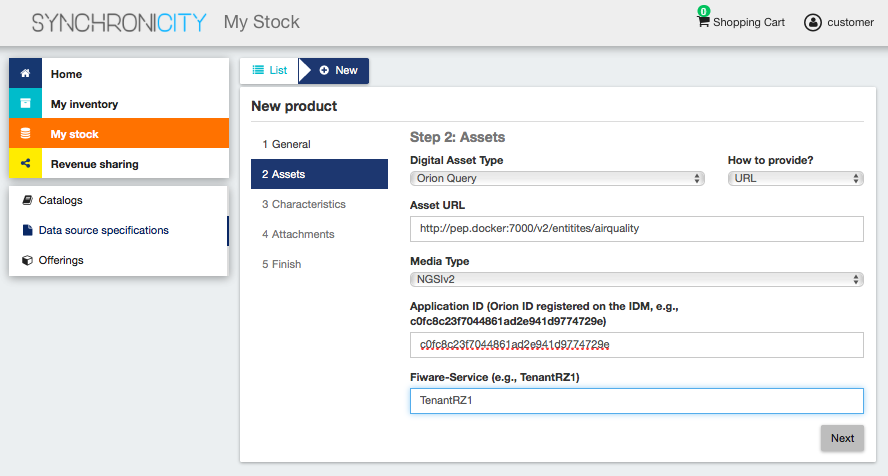 SYNCHRONICITY My Stock
0
Shopping Cart
customer
Home
My inventory
My stock
Revenue sharing
Catalogs
Data source specifications
Offerings
List
New
New product
1 General
2 Assets
3 Characteristics
4 Attachments
5 Finish
Step 2: Assets
Digital Asset Type
How to provide?
Orion Query
URL
Asset URL
http://pep.docker:7000/v2/entitites/airquality
Media Type
NGSIv2
Application ID (Orion ID registered on the IDM, e.g.,
c0fc8c23f7044861ad2e941d9774729e)
c0fc8c23f7044861ad2e941d9774729e
Fiware-Service (e.g., TenantRZ1)
TenantRZ1
Next